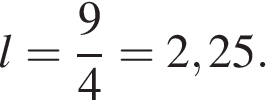 l = 9/4 = 2,25.